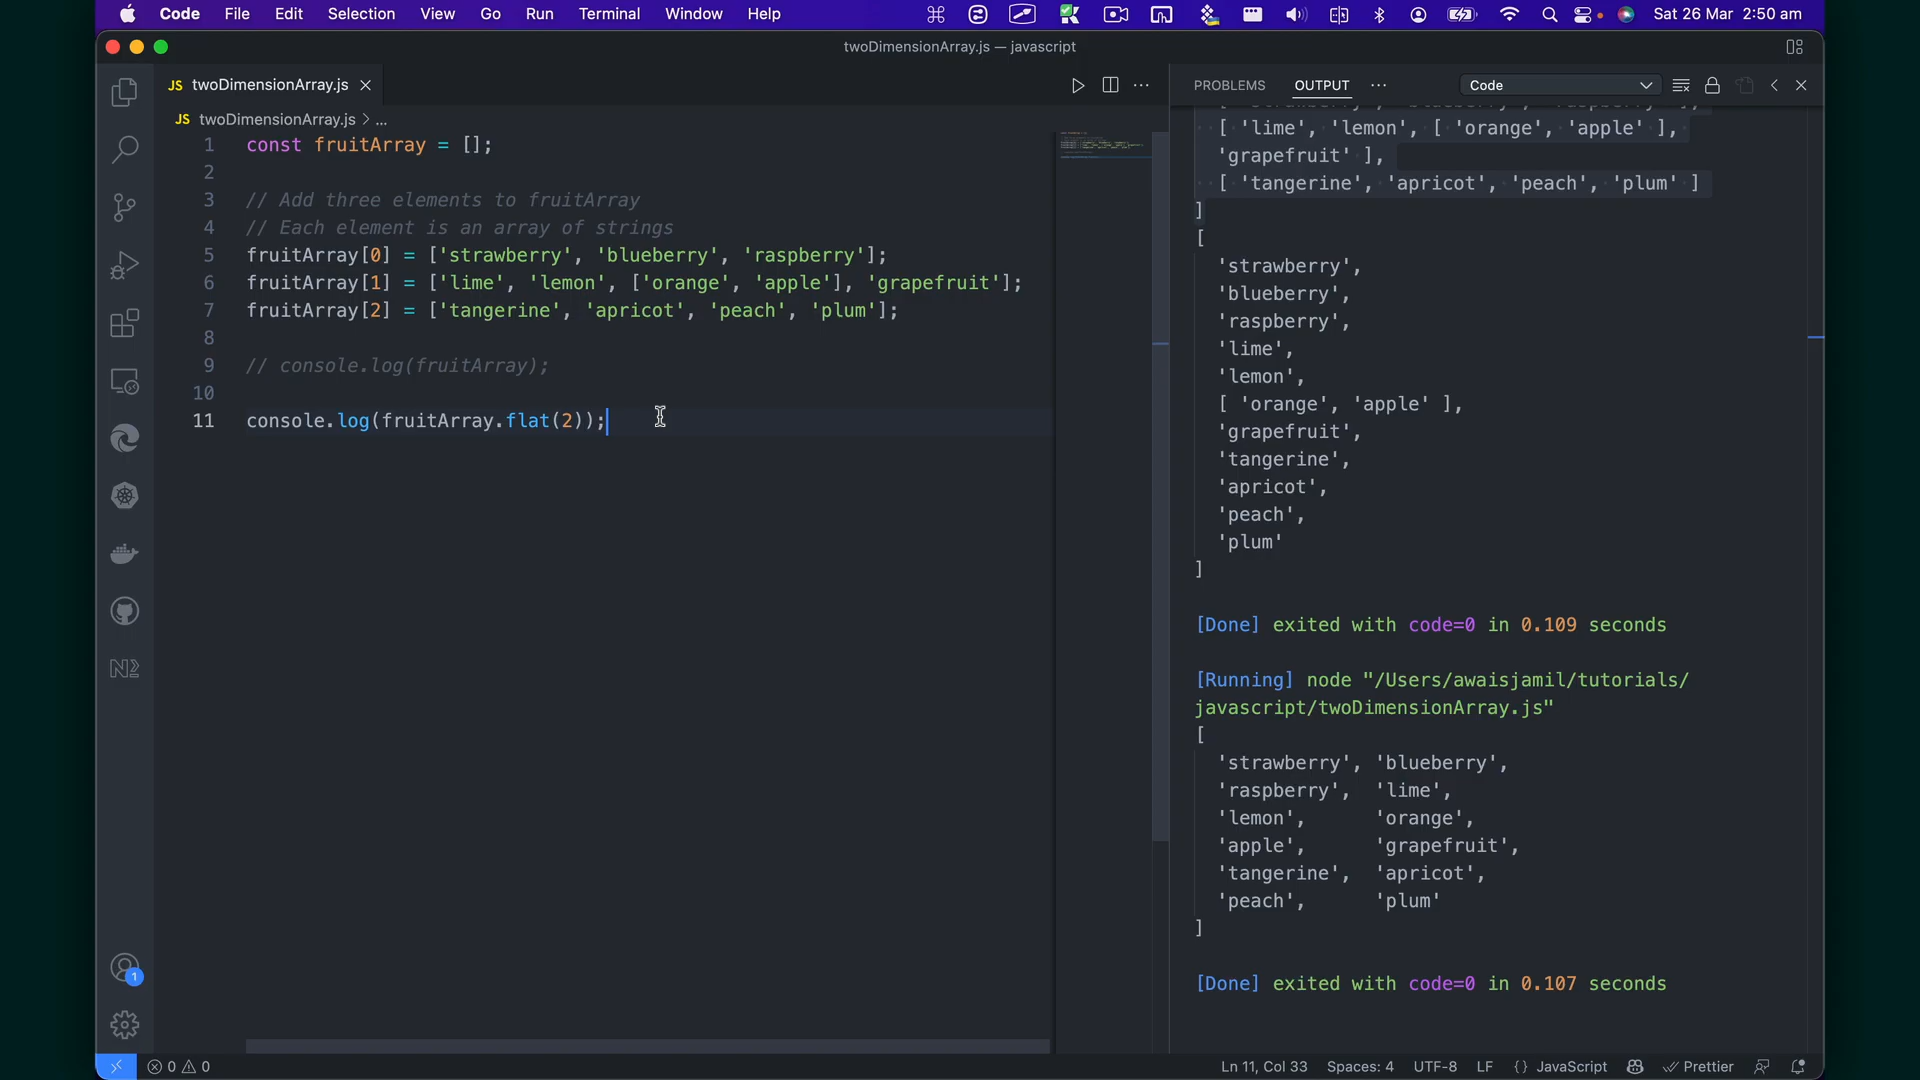 Code File Edit Selection View Go Run Terminal Window Help Sat 26 Mar 2:50 am
twoDimensionArray.js — javascript
JS twoDimensionArray.js
JS twoDimensionArray.js > ...
1 const fruitArray = [];
2
3 // Add three elements to fruitArray
4 // Each element is an array of strings
5 fruitArray[0] = ['strawberry', 'blueberry', 'raspberry'];
6 fruitArray[1] = ['lime', 'lemon', ['orange', 'apple'], 'grapefruit'];
7 fruitArray[2] = ['tangerine', 'apricot', 'peach', 'plum'];
8
9 // console.log(fruitArray);
10
11 console.log(fruitArray.flat(2));
PROBLEMS OUTPUT ... Code
[ 'lime', 'lemon', [ 'orange', 'apple' ],
'grapefruit' ],
[ 'tangerine', 'apricot', 'peach', 'plum' ]
]
[
'strawberry',
'blueberry',
'raspberry',
'lime',
'lemon',
[ 'orange', 'apple' ],
'grapefruit',
'tangerine',
'apricot',
'peach',
'plum'
]
[Done] exited with code=0 in 0.109 seconds
[Running] node "/Users/awaisjamil/tutorials/
javascript/twoDimensionArray.js"
[
'strawberry', 'blueberry',
'raspberry', 'lime',
'lemon', 'orange',
'apple', 'grapefruit',
'tangerine', 'apricot',
'peach', 'plum'
]
[Done] exited with code=0 in 0.107 seconds
1
0 0 Ln 11, Col 33 Spaces: 4 UTF-8 LF {} JavaScript Prettier